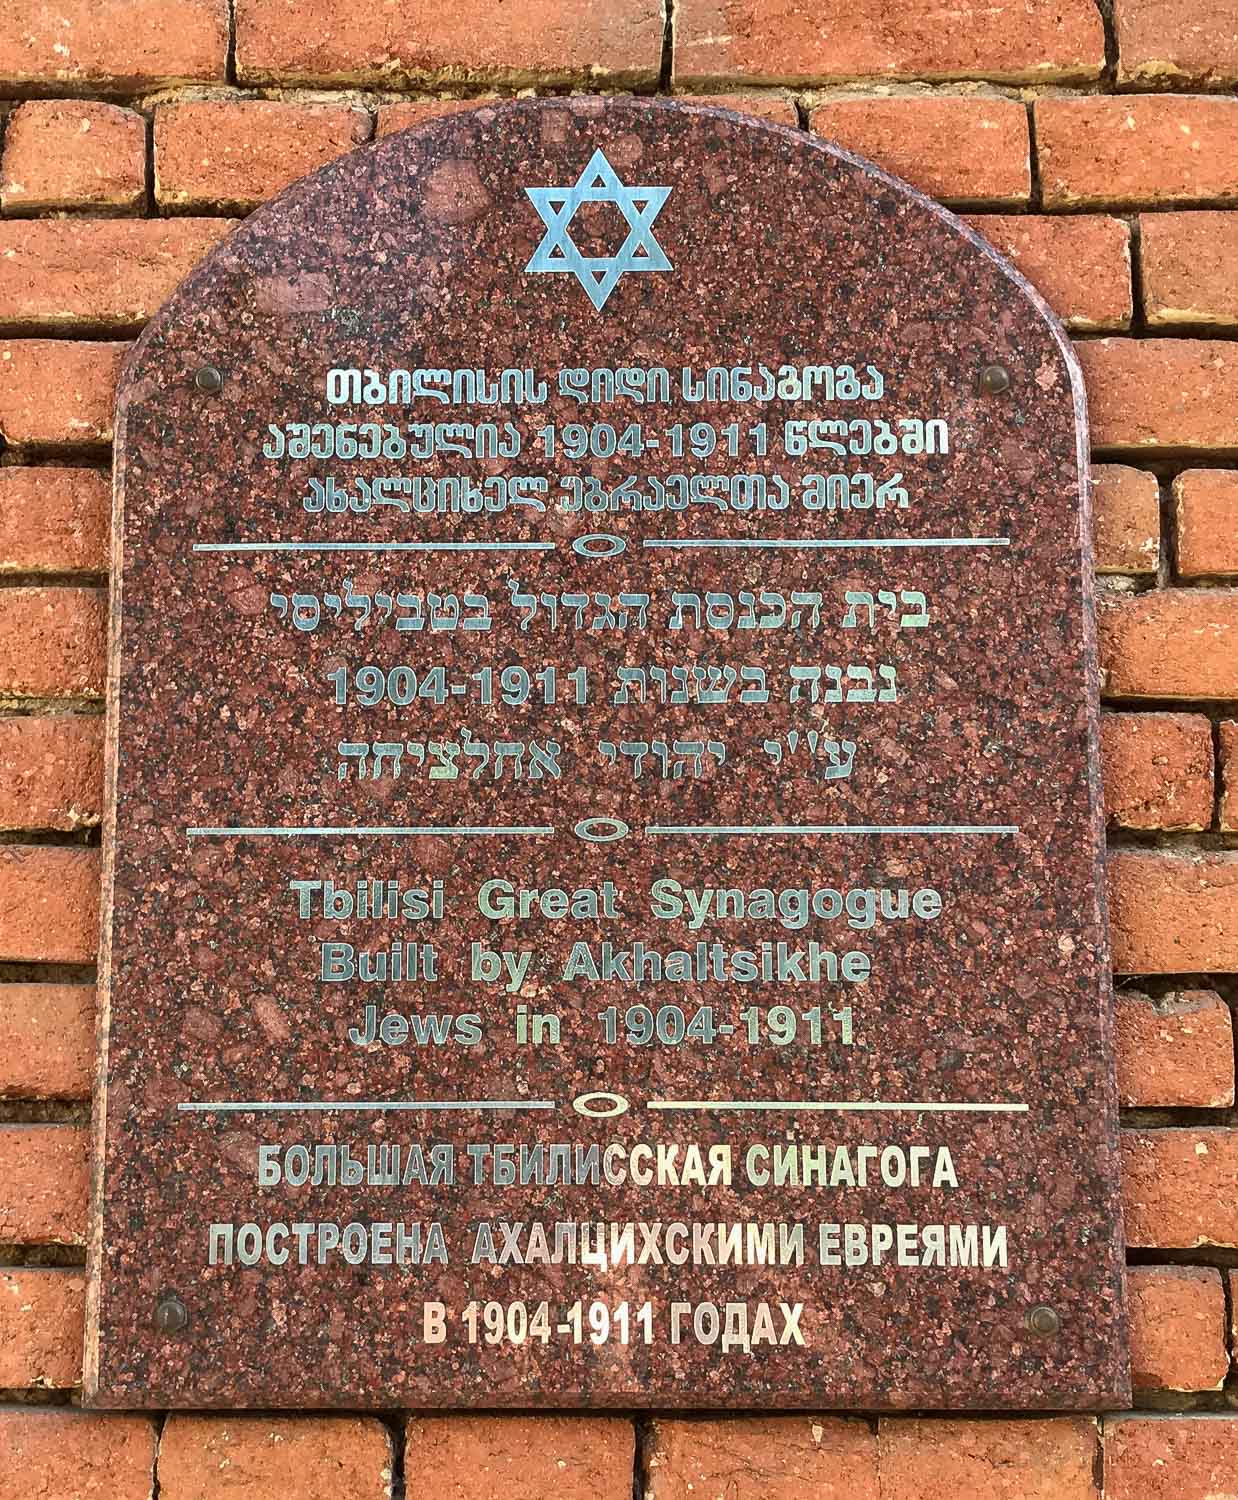 თბილისის დიდი სინაგოგა
აშენებულია 1904-1911 წლებში
ახალციხელ ებრაელთა მიერ
בית הכנסת הגדול בטביליסי
נבנה בשנות 1904-1911
ע''י יהודי אחלציחה
Tbilisi Great Synagogue
Built by Akhaltsikhe
Jews in 1904-1911
БОЛЬШАЯ ТБИЛИССКАЯ СИНАГОГА
ПОСТРОЕНА АХАЛЦИХСКИМИ ЕВРЕЯМИ
В 1904-1911 ГОДАХ